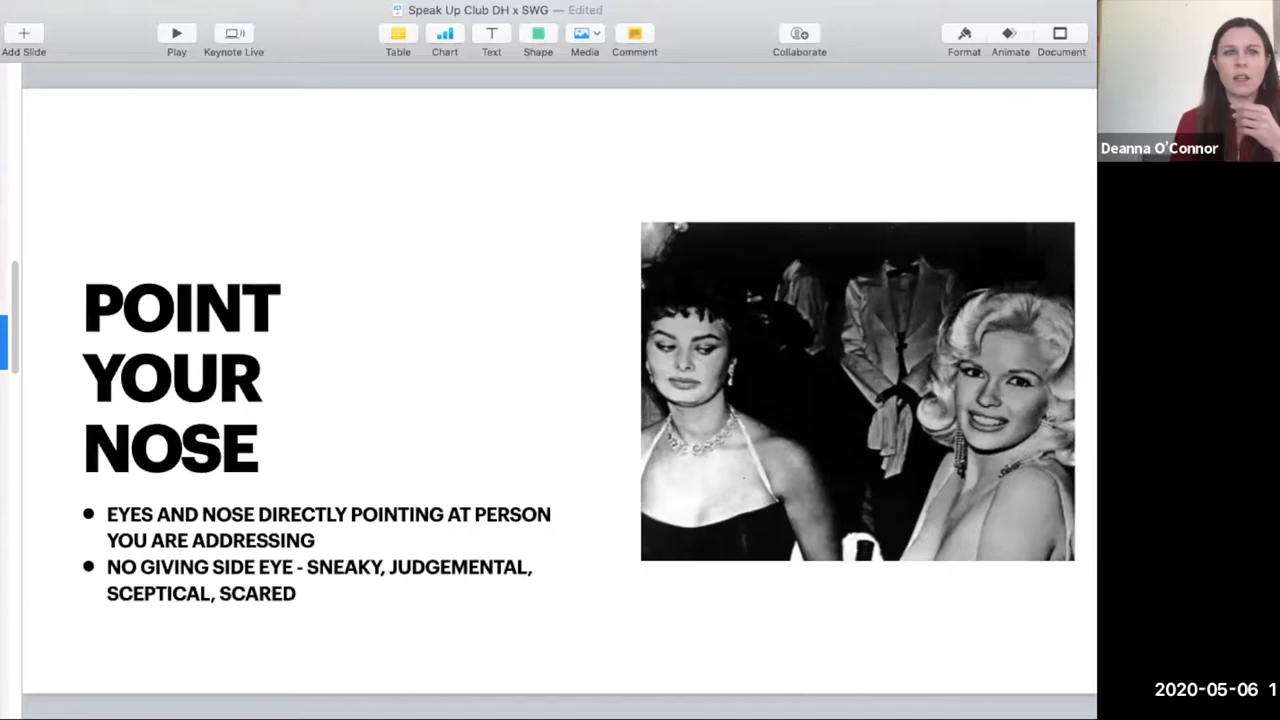 Speak Up Club DH x SWG — Edited
Add Slide
Play
Keynote Live
Table
Chart
Text
Shape
Media
Comment
Collaborate
Format
Animate
Document
Deanna O'Connor
POINT
YOUR
NOSE
● EYES AND NOSE DIRECTLY POINTING AT PERSON
YOU ARE ADDRESSING
● NO GIVING SIDE EYE - SNEAKY, JUDGEMENTAL,
SCEPTICAL, SCARED
2020-05-06 1